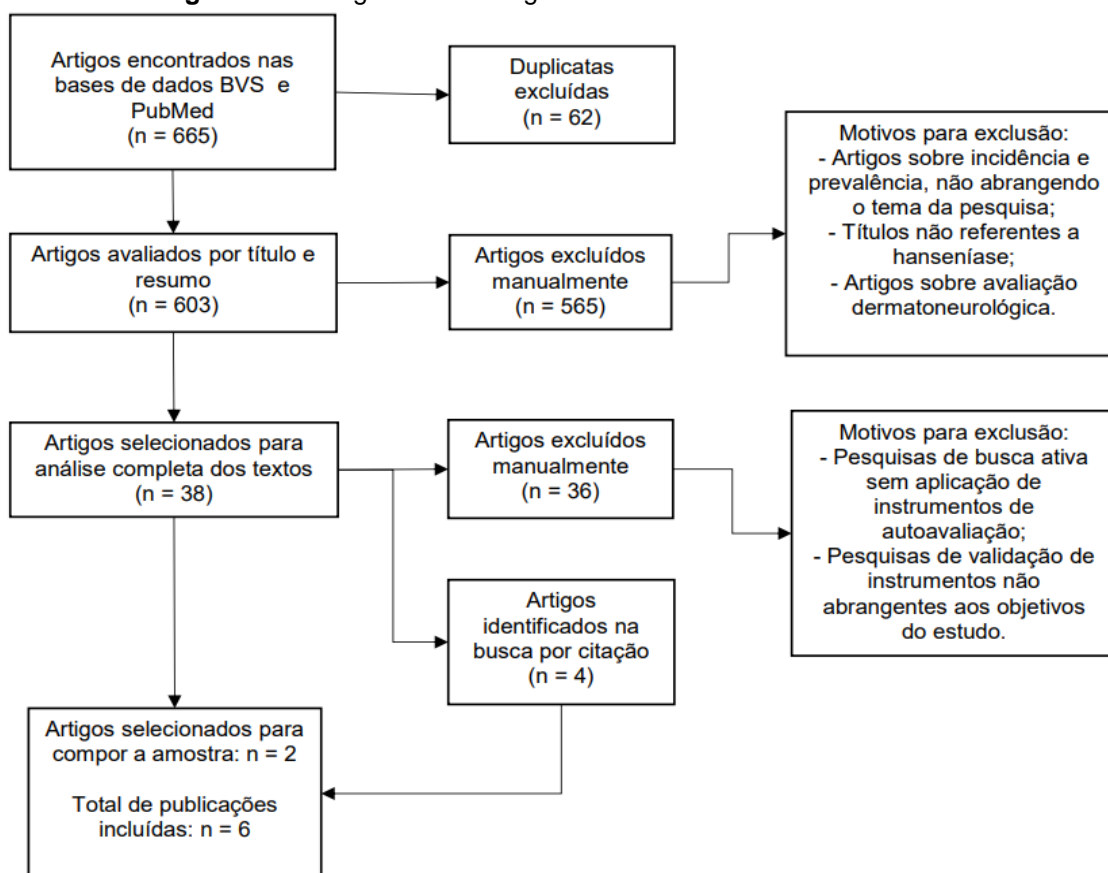 Artigos encontrados nas
bases de dados BVS e
PubMed
(n = 665)
Duplicatas
excluídas
(n = 62)
Motivos para exclusão:
- Artigos sobre incidência e
prevalência, não abrangendo
o tema da pesquisa;
- Títulos não referentes a
hanseníase;
- Artigos sobre avaliação
dermatoneurológica.
Artigos avaliados por título e
resumo
(n = 603)
Artigos excluídos
manualmente
(n = 565)
Artigos selecionados para
análise completa dos textos
(n = 38)
Artigos excluídos
manualmente
(n = 36)
Motivos para exclusão:
- Pesquisas de busca ativa
sem aplicação de
instrumentos de
autoavaliação;
- Pesquisas de validação de
instrumentos não
abrangentes aos objetivos
do estudo.
Artigos
identificados na
busca por citação
(n = 4)
Artigos selecionados para
compor a amostra: n = 2
Total de publicações
incluídas: n = 6